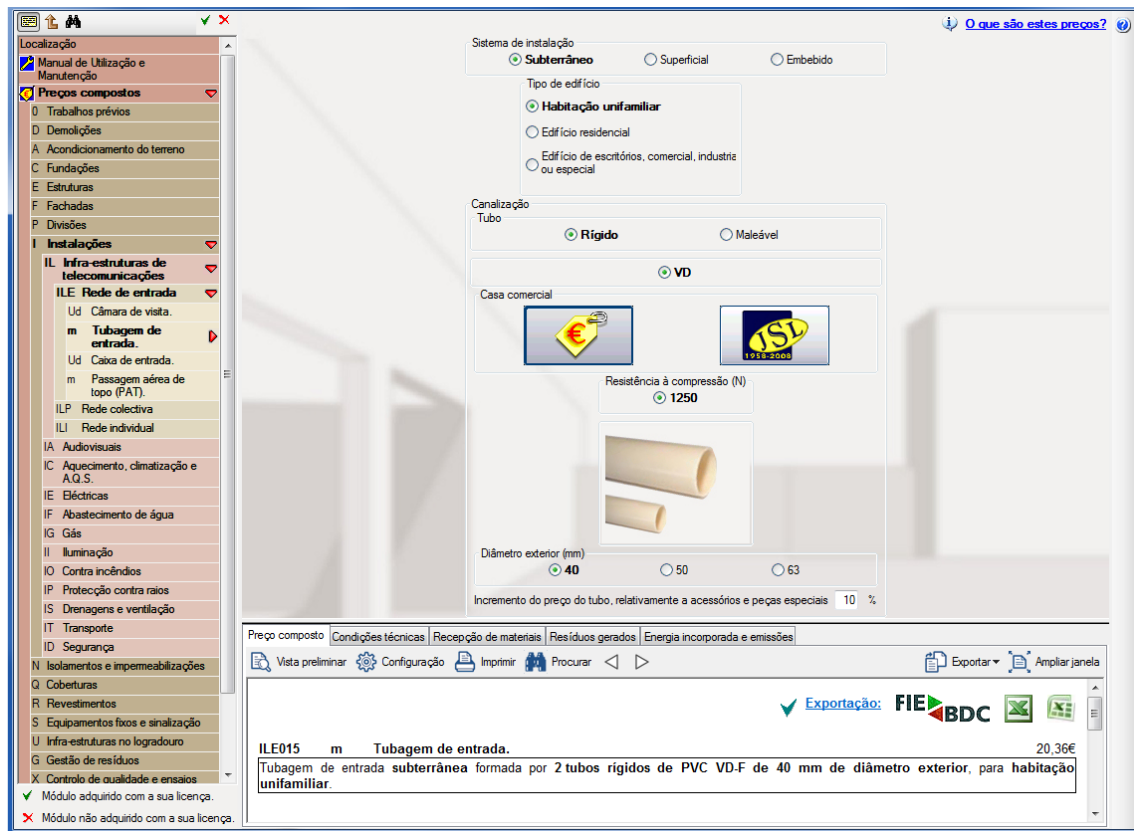 Localização
Manual de Utilização e
Manutenção
Preços compostos
0 Trabalhos prévios
D Demolições
A Acondicionamento do terreno
C Fundações
E Estruturas
F Fachadas
P Divisões
I Instalações
IL Infra-estruturas de
telecomunicações
ILE Rede de entrada
Ud Câmara de visita.
m Tubagem de
entrada.
Ud Caixa de entrada.
m Passagem aérea de
topo (PAT).
ILP Rede colectiva
ILI Rede individual
IA Audiovisuais
IC Aquecimento, climatização e
A.Q.S.
IE Eléctricas
IF Abastecimento de água
IG Gás
II Iluminação
IO Contra incêndios
IP Protecção contra raios
IS Drenagens e ventilação
IT Transporte
ID Segurança
N Isolamentos e impermeabilizações
Q Coberturas
R Revestimentos
S Equipamentos fixos e sinalização
U Infra-estruturas no logradouro
G Gestão de resíduos
X Controlo de qualidade e ensaios
Módulo adquirido com a sua licença.
Módulo não adquirido com a sua licença.
O que são estes preços?
Sistema de instalação
Subterrâneo Superficial Embebido
Tipo de edifício
Habitação unifamiliar
Edifício residencial
Edifício de escritórios, comercial, industria
ou especial
Canalização
Tubo
Rígido Maleável
VD
Casa comercial
€ JSL
1958-2008
Resistência à compressão (N)
1250
Diâmetro exterior (mm)
40 50 63
Incremento do preço do tubo, relativamente a acessórios e peças especiais 10 %
Preço composto Condições técnicas Recepção de materiais Resíduos gerados Energia incorporada e emissões
Vista preliminar Configuração Imprimir Procurar Exportar Ampliar janela
Exportação: FIEBDC
ILE015 m Tubagem de entrada. 20,36€
Tubagem de entrada subterrânea formada por 2 tubos rígidos de PVC VD-F de 40 mm de diâmetro exterior, para habitação
unifamiliar.